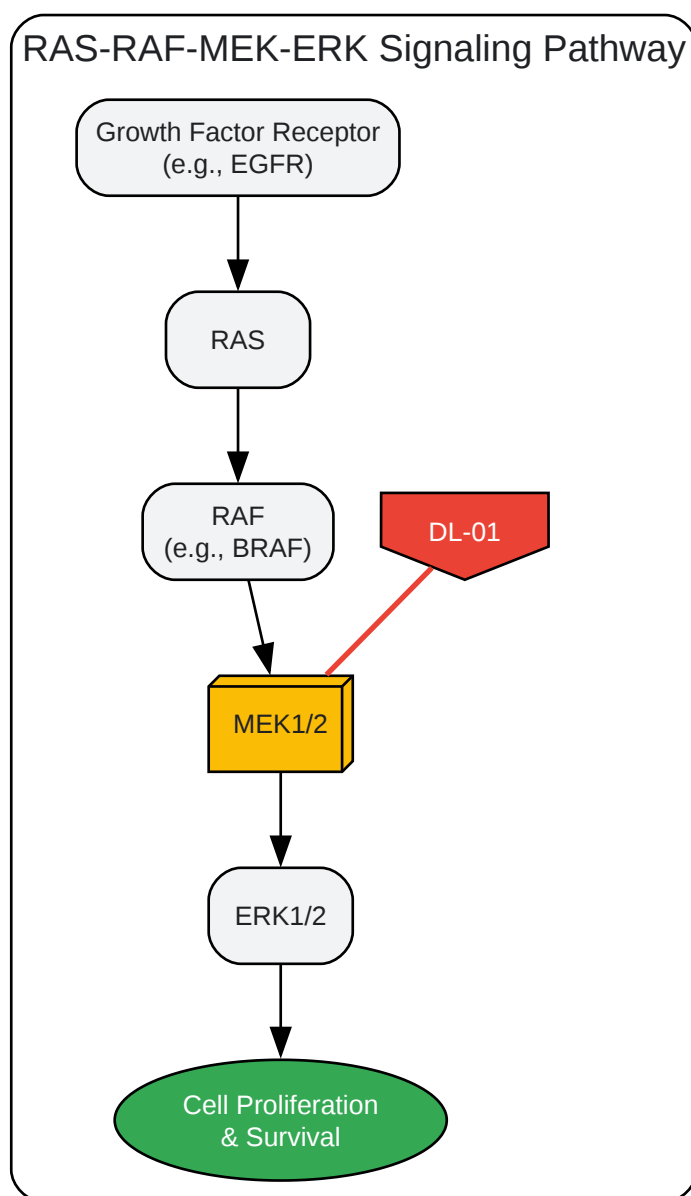 RAS-RAF-MEK-ERK Signaling Pathway
Growth Factor Receptor
(e.g., EGFR)
RAS
RAF
(e.g., BRAF)
DL-01
MEK1/2
ERK1/2
Cell Proliferation
& Survival